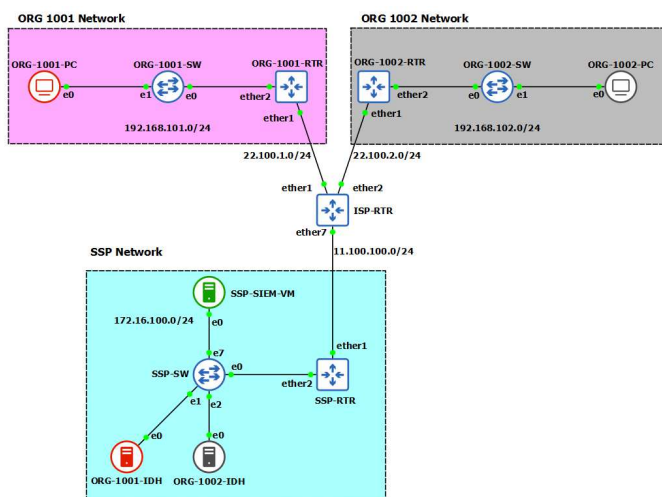 ORG 1001 Network
ORG 1002 Network
ORG-1001-PC
ORG-1001-SW
ORG-1001-RTR
ORG-1002-RTR
ORG-1002-SW
ORG-1002-PC
e0
e1
e0
ether2
ether1
ether2
e0
e1
e0
ether1
192.168.101.0/24
192.168.102.0/24
22.100.1.0/24
22.100.2.0/24
ether1
ether2
ISP-RTR
ether7
11.100.100.0/24
SSP Network
SSP-SIEM-VM
172.16.100.0/24
e0
e7
ether1
SSP-SW
e0
ether2
SSP-RTR
e1
e2
e0
e0
ORG-1001-IDH
ORG-1002-IDH